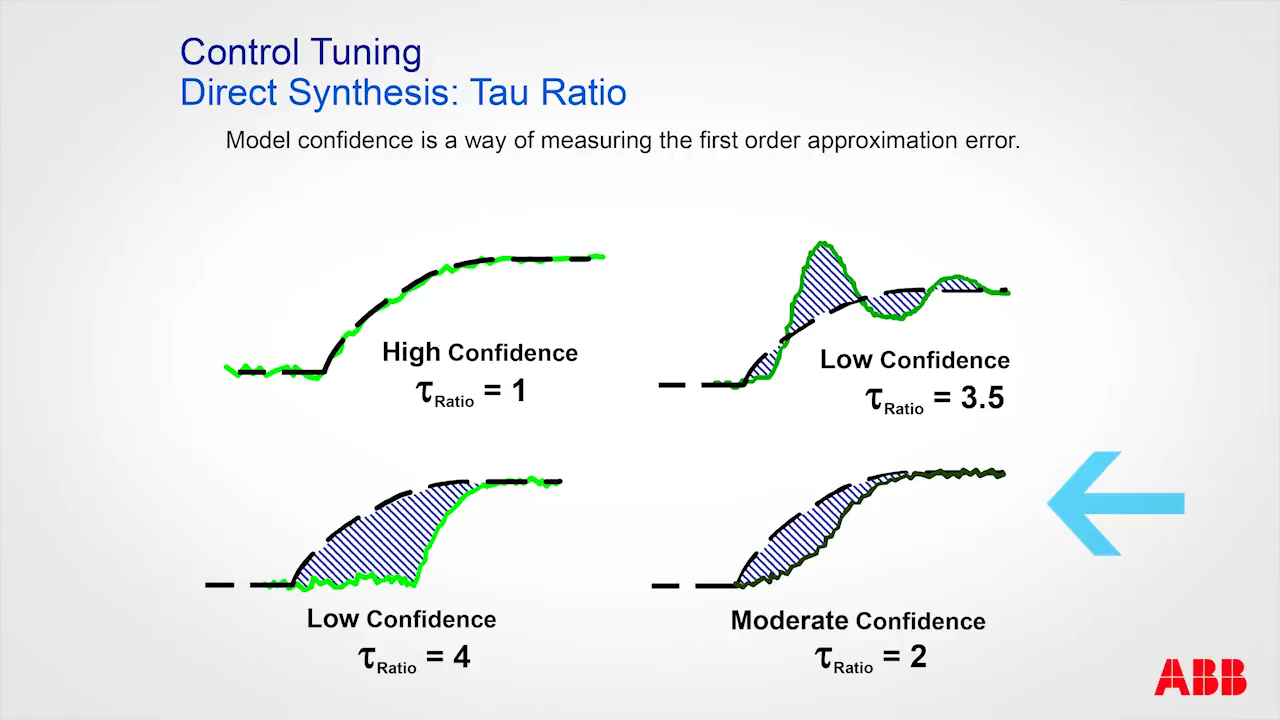 Control Tuning
Direct Synthesis: Tau Ratio
Model confidence is a way of measuring the first order approximation error.
High Confidence
τRatio = 1
Low Confidence
τRatio = 3.5
Low Confidence
τRatio = 4
Moderate Confidence
τRatio = 2
ABB